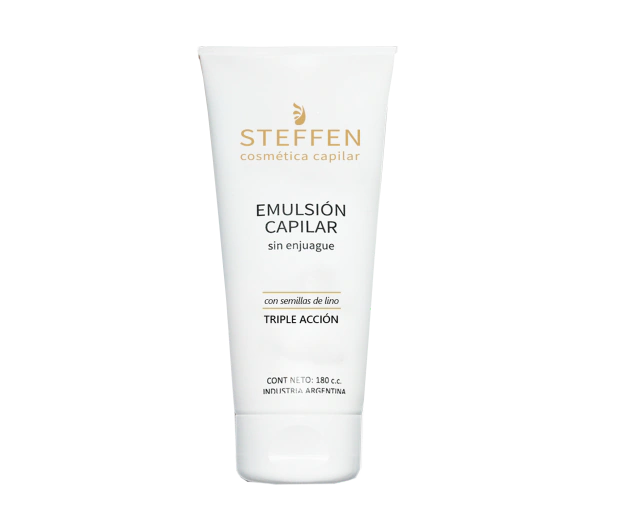 STEFFEN
cosmética capilar
EMULSIÓN
CAPILAR
sin enjuague
con semillas de lino
TRIPLE ACCIÓN
CONT NETO: 180 c.c.
INDUSTRIA ARGENTINA